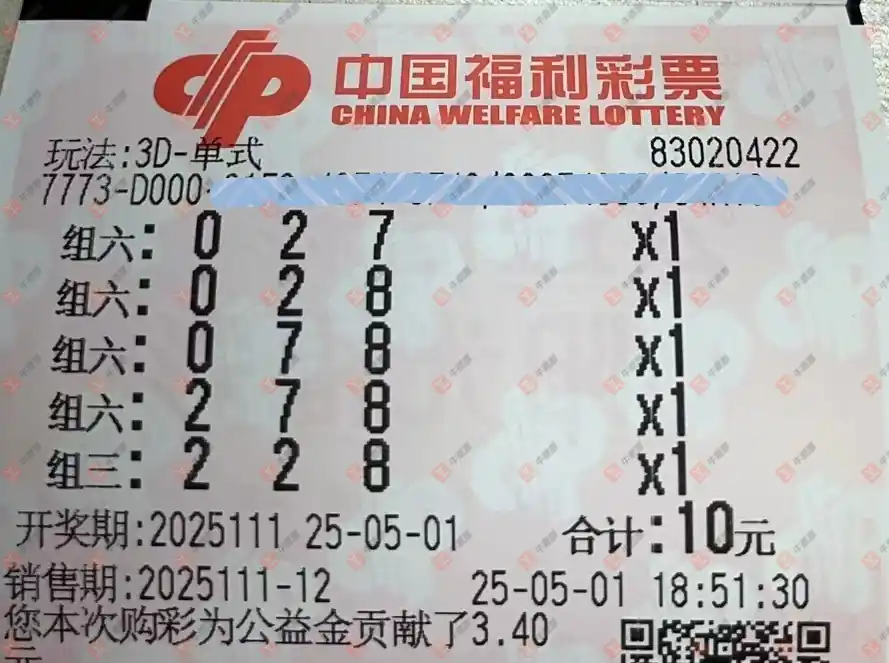 中国福利彩票
CHINA WELFARE LOTTERY
玩法:3D-单式 83020422
7773-D000-
组六: 0 2 7 x1
组六: 0 2 8 x1
组六: 0 7 8 x1
组六: 2 7 8 x1
组三: 2 2 8 x1
开奖期:2025111 25-05-01 合计:10元
销售期:2025111-12 25-05-01 18:51:30
您本次购彩为公益金贡献了3.40
元